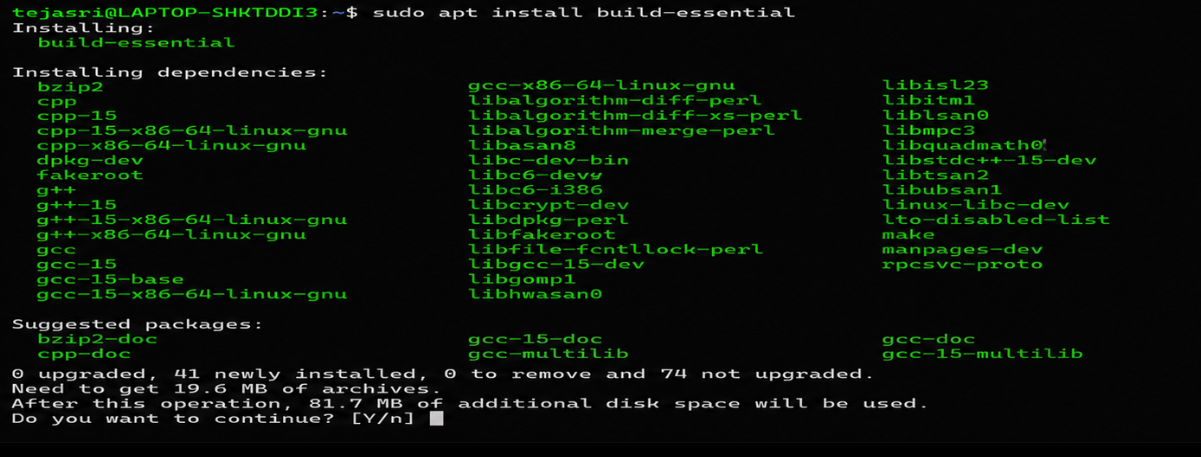 tejasri@LAPTOP-SHKTDDI3:~$ sudo apt install build-essential
Installing:
build-essential
Installing dependencies:
bzip2 gcc-x86-64-linux-gnu libisl23
cpp libalgorithm-diff-perl libitm1
cpp-15 libalgorithm-diff-xs-perl liblsan0
cpp-15-x86-64-linux-gnu libalgorithm-merge-perl libmpc3
cpp-x86-64-linux-gnu libasan8 libquadmath0
dpkg-dev libc-dev-bin libstdc++-15-dev
fakeroot libc6-dev libtsan2
g++ libc6-i386 libubsan1
g++-15 libcrypt-dev linux-libc-dev
g++-15-x86-64-linux-gnu libdpkg-perl lto-disabled-list
g++-x86-64-linux-gnu libfakeroot make
gcc libfile-fcntllock-perl manpages-dev
gcc-15 libgcc-15-dev rpcsvc-proto
gcc-15-base libgomp1
gcc-15-x86-64-linux-gnu libhwasan0
Suggested packages:
bzip2-doc gcc-15-doc gcc-doc
cpp-doc gcc-multilib gcc-15-multilib
0 upgraded, 41 newly installed, 0 to remove and 74 not upgraded.
Need to get 19.6 MB of archives.
After this operation, 81.7 MB of additional disk space will be used.
Do you want to continue? [Y/n]